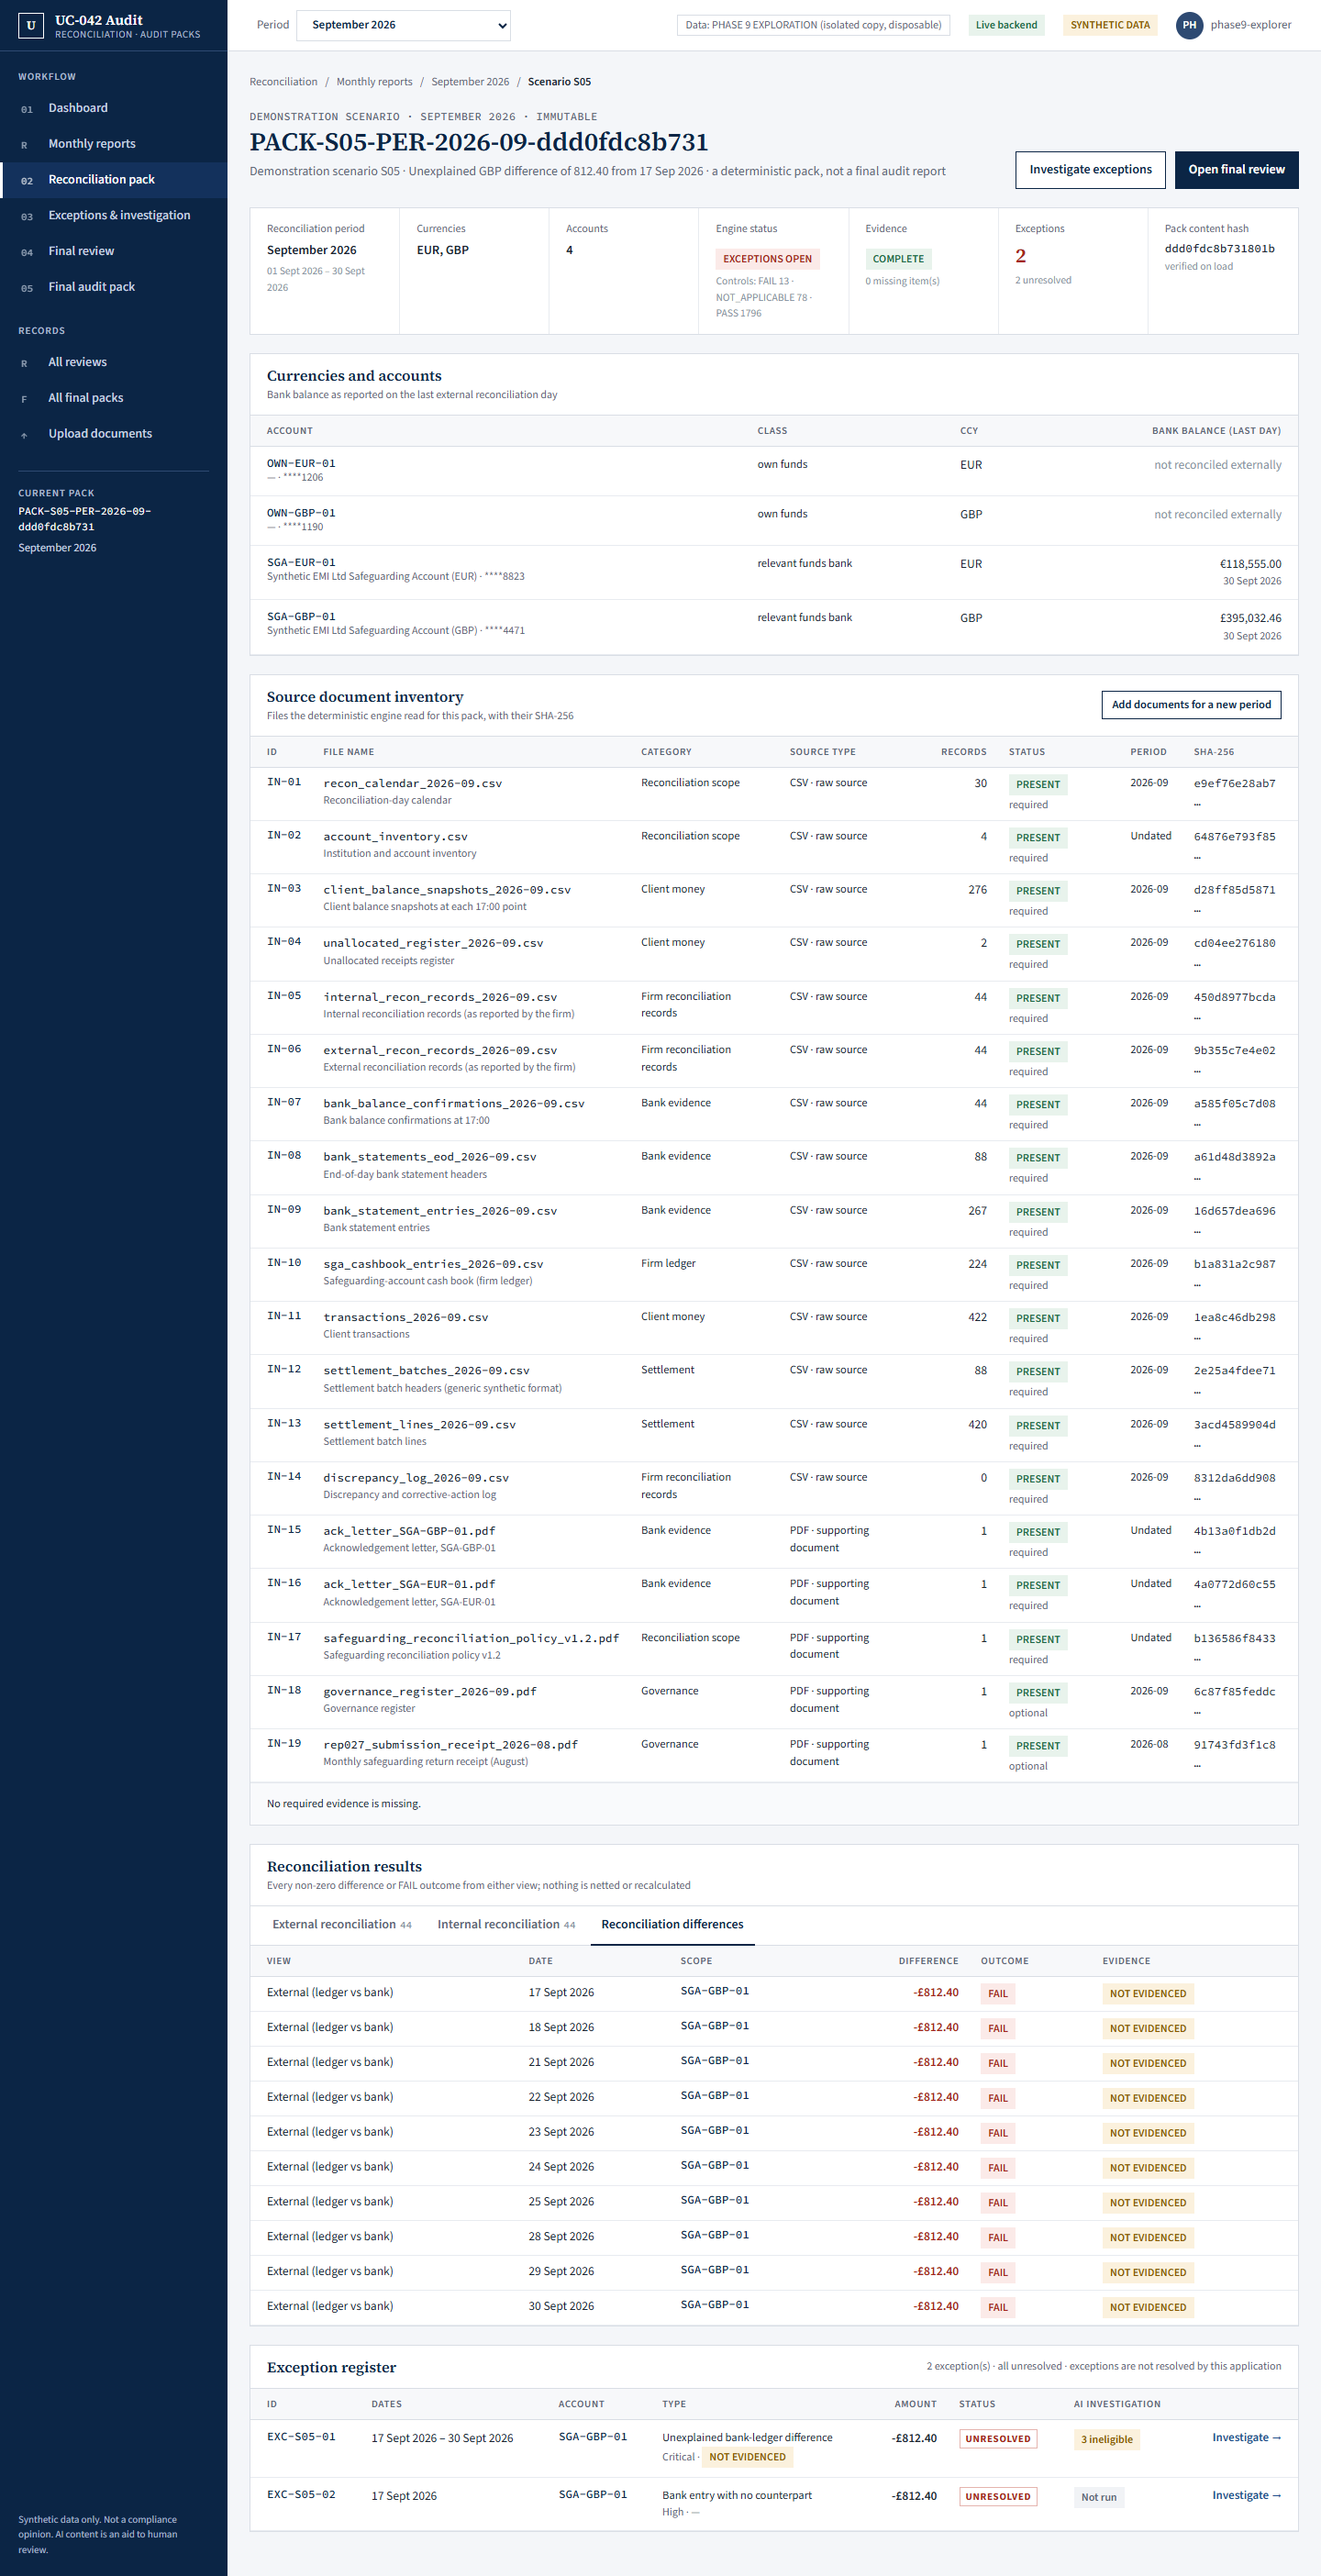 U
UC-042 Audit
RECONCILIATION · AUDIT PACKS
Period
September 2026
Data: PHASE 9 EXPLORATION (isolated copy, disposable)
Live backend
SYNTHETIC DATA
PH
phase9-explorer
WORKFLOW
01 Dashboard
R Monthly reports
02 Reconciliation pack
03 Exceptions & investigation
04 Final review
05 Final audit pack
RECORDS
R All reviews
F All final packs
↑ Upload documents
CURRENT PACK
PACK-S05-PER-2026-09-
ddd0fdc8b731
September 2026
Synthetic data only. Not a compliance
opinion. AI content is an aid to human
review.
Reconciliation / Monthly reports / September 2026 / Scenario S05
DEMONSTRATION SCENARIO · SEPTEMBER 2026 · IMMUTABLE
PACK-S05-PER-2026-09-ddd0fdc8b731
Demonstration scenario S05 · Unexplained GBP difference of 812.40 from 17 Sep 2026 · a deterministic pack, not a final audit report
Investigate exceptions
Open final review
Reconciliation period
September 2026
01 Sept 2026 – 30 Sept
2026
Currencies
EUR, GBP
Accounts
4
Engine status
EXCEPTIONS OPEN
Controls: FAIL 13 ·
NOT_APPLICABLE 78 ·
PASS 1796
Evidence
COMPLETE
0 missing item(s)
Exceptions
2
2 unresolved
Pack content hash
ddd0fdc8b731801b
verified on load
Currencies and accounts
Bank balance as reported on the last external reconciliation day
ACCOUNT CLASS CCY BANK BALANCE (LAST DAY)
OWN-EUR-01 own funds EUR not reconciled externally
— · ****1206
OWN-GBP-01 own funds GBP not reconciled externally
— · ****1190
SGA-EUR-01 relevant funds bank EUR €118,555.00
Synthetic EMI Ltd Safeguarding Account (EUR) · ****8823 30 Sept 2026
SGA-GBP-01 relevant funds bank GBP £395,032.46
Synthetic EMI Ltd Safeguarding Account (GBP) · ****4471 30 Sept 2026
Source document inventory
Files the deterministic engine read for this pack, with their SHA-256
Add documents for a new period
ID FILE NAME CATEGORY SOURCE TYPE RECORDS STATUS PERIOD SHA-256
IN-01 recon_calendar_2026-09.csv Reconciliation scope CSV · raw source 30 PRESENT 2026-09 e9ef76e28ab7
Reconciliation-day calendar required …
IN-02 account_inventory.csv Reconciliation scope CSV · raw source 4 PRESENT Undated 64876e793f85
Institution and account inventory required …
IN-03 client_balance_snapshots_2026-09.csv Client money CSV · raw source 276 PRESENT 2026-09 d28ff85d5871
Client balance snapshots at each 17:00 point required …
IN-04 unallocated_register_2026-09.csv Client money CSV · raw source 2 PRESENT 2026-09 cd04ee276180
Unallocated receipts register required …
IN-05 internal_recon_records_2026-09.csv Firm reconciliation CSV · raw source 44 PRESENT 2026-09 450d8977bcda
Internal reconciliation records (as reported by the firm) records required …
IN-06 external_recon_records_2026-09.csv Firm reconciliation CSV · raw source 44 PRESENT 2026-09 9b355c7e4e02
External reconciliation records (as reported by the firm) records required …
IN-07 bank_balance_confirmations_2026-09.csv Bank evidence CSV · raw source 44 PRESENT 2026-09 a585f05c7d08
Bank balance confirmations at 17:00 required …
IN-08 bank_statements_eod_2026-09.csv Bank evidence CSV · raw source 88 PRESENT 2026-09 a61d48d3892a
End-of-day bank statement headers required …
IN-09 bank_statement_entries_2026-09.csv Bank evidence CSV · raw source 267 PRESENT 2026-09 16d657dea696
Bank statement entries required …
IN-10 sga_cashbook_entries_2026-09.csv Firm ledger CSV · raw source 224 PRESENT 2026-09 b1a831a2c987
Safeguarding-account cash book (firm ledger) required …
IN-11 transactions_2026-09.csv Client money CSV · raw source 422 PRESENT 2026-09 1ea8c46db298
Client transactions required …
IN-12 settlement_batches_2026-09.csv Settlement CSV · raw source 88 PRESENT 2026-09 2e25a4fdee71
Settlement batch headers (generic synthetic format) required …
IN-13 settlement_lines_2026-09.csv Settlement CSV · raw source 420 PRESENT 2026-09 3acd4589904d
Settlement batch lines required …
IN-14 discrepancy_log_2026-09.csv Firm reconciliation CSV · raw source 0 PRESENT 2026-09 8312da6dd908
Discrepancy and corrective-action log records required …
IN-15 ack_letter_SGA-GBP-01.pdf Bank evidence PDF · supporting 1 PRESENT Undated 4b13a0f1db2d
Acknowledgement letter, SGA-GBP-01 document required …
IN-16 ack_letter_SGA-EUR-01.pdf Bank evidence PDF · supporting 1 PRESENT Undated 4a0772d60c55
Acknowledgement letter, SGA-EUR-01 document required …
IN-17 safeguarding_reconciliation_policy_v1.2.pdf Reconciliation scope PDF · supporting 1 PRESENT Undated b136586f8433
Safeguarding reconciliation policy v1.2 document required …
IN-18 governance_register_2026-09.pdf Governance PDF · supporting 1 PRESENT 2026-09 6c87f85feddc
Governance register document optional …
IN-19 rep027_submission_receipt_2026-08.pdf Governance PDF · supporting 1 PRESENT 2026-08 91743fd3f1c8
Monthly safeguarding return receipt (August) document optional …
No required evidence is missing.
Reconciliation results
Every non-zero difference or FAIL outcome from either view; nothing is netted or recalculated
External reconciliation 44 Internal reconciliation 44 Reconciliation differences
VIEW DATE SCOPE DIFFERENCE OUTCOME EVIDENCE
External (ledger vs bank) 17 Sept 2026 SGA-GBP-01 -£812.40 FAIL NOT EVIDENCED
External (ledger vs bank) 18 Sept 2026 SGA-GBP-01 -£812.40 FAIL NOT EVIDENCED
External (ledger vs bank) 21 Sept 2026 SGA-GBP-01 -£812.40 FAIL NOT EVIDENCED
External (ledger vs bank) 22 Sept 2026 SGA-GBP-01 -£812.40 FAIL NOT EVIDENCED
External (ledger vs bank) 23 Sept 2026 SGA-GBP-01 -£812.40 FAIL NOT EVIDENCED
External (ledger vs bank) 24 Sept 2026 SGA-GBP-01 -£812.40 FAIL NOT EVIDENCED
External (ledger vs bank) 25 Sept 2026 SGA-GBP-01 -£812.40 FAIL NOT EVIDENCED
External (ledger vs bank) 28 Sept 2026 SGA-GBP-01 -£812.40 FAIL NOT EVIDENCED
External (ledger vs bank) 29 Sept 2026 SGA-GBP-01 -£812.40 FAIL NOT EVIDENCED
External (ledger vs bank) 30 Sept 2026 SGA-GBP-01 -£812.40 FAIL NOT EVIDENCED
Exception register
2 exception(s) · all unresolved · exceptions are not resolved by this application
ID DATES ACCOUNT TYPE AMOUNT STATUS AI INVESTIGATION
EXC-S05-01 17 Sept 2026 – 30 Sept 2026 SGA-GBP-01 Unexplained bank-ledger difference -£812.40 UNRESOLVED 3 ineligible Investigate →
Critical · NOT EVIDENCED
EXC-S05-02 17 Sept 2026 SGA-GBP-01 Bank entry with no counterpart -£812.40 UNRESOLVED Not run Investigate →
High · —